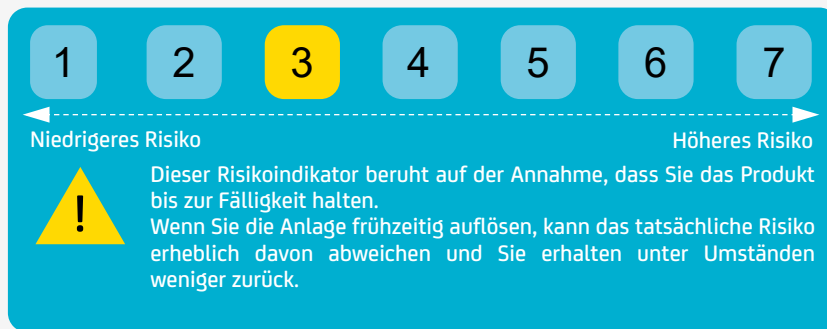 1 2 3 4 5 6 7
Niedrigeres Risiko Höheres Risiko
!
Dieser Risikoindikator beruht auf der Annahme, dass Sie das Produkt
bis zur Fälligkeit halten.
Wenn Sie die Anlage frühzeitig auflösen, kann das tatsächliche Risiko
erheblich davon abweichen und Sie erhalten unter Umständen
weniger zurück.